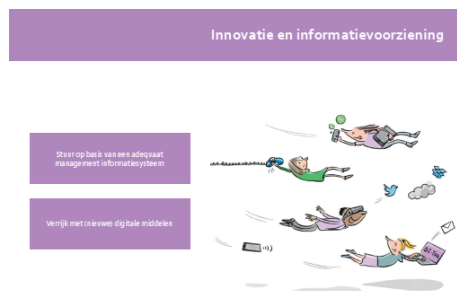 Innovatie en informatievoorziening
Stuur op basis van een adequaat
management informatiesysteem
Verrijk met (nieuwe) digitale middelen